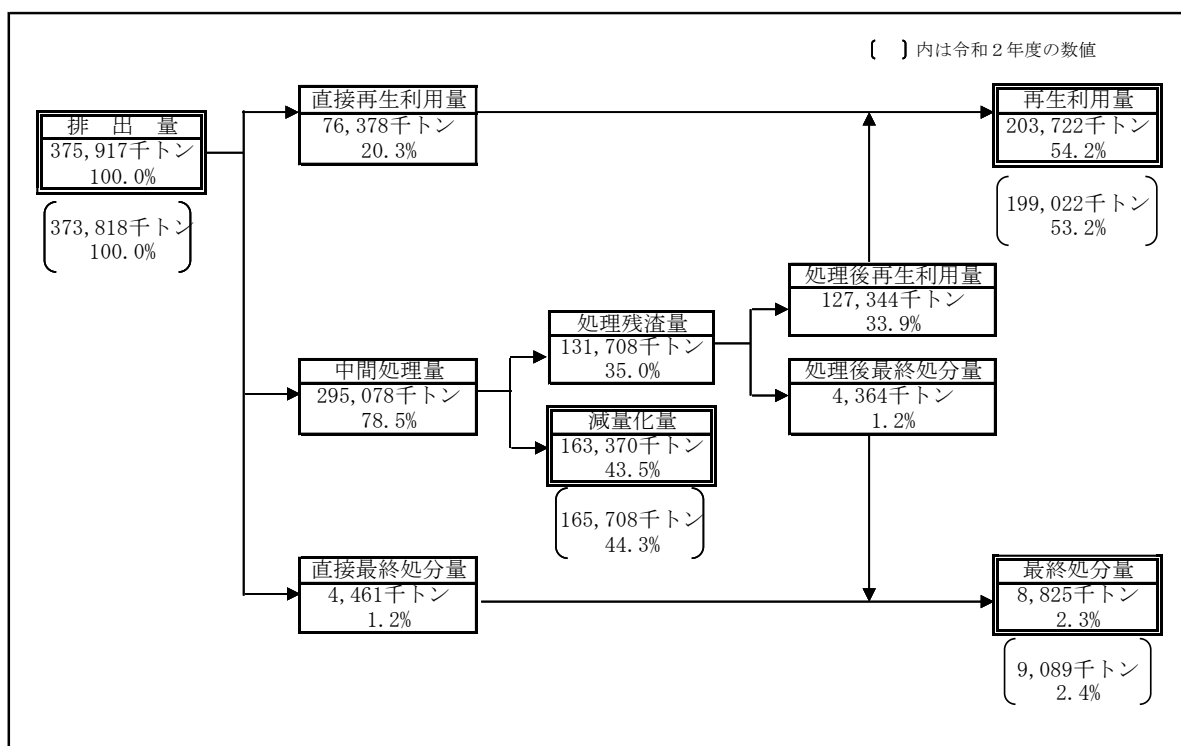 〔 〕内は令和２年度の数値
排 出 量
375,917千トン
100.0%
373,818千トン
100.0%
直接再生利用量
76,378千トン
20.3%
中間処理量
295,078千トン
78.5%
直接最終処分量
4,461千トン
1.2%
処理残渣量
131,708千トン
35.0%
減量化量
163,370千トン
43.5%
165,708千トン
44.3%
処理後再生利用量
127,344千トン
33.9%
処理後最終処分量
4,364千トン
1.2%
再生利用量
203,722千トン
54.2%
199,022千トン
53.2%
最終処分量
8,825千トン
2.3%
9,089千トン
2.4%